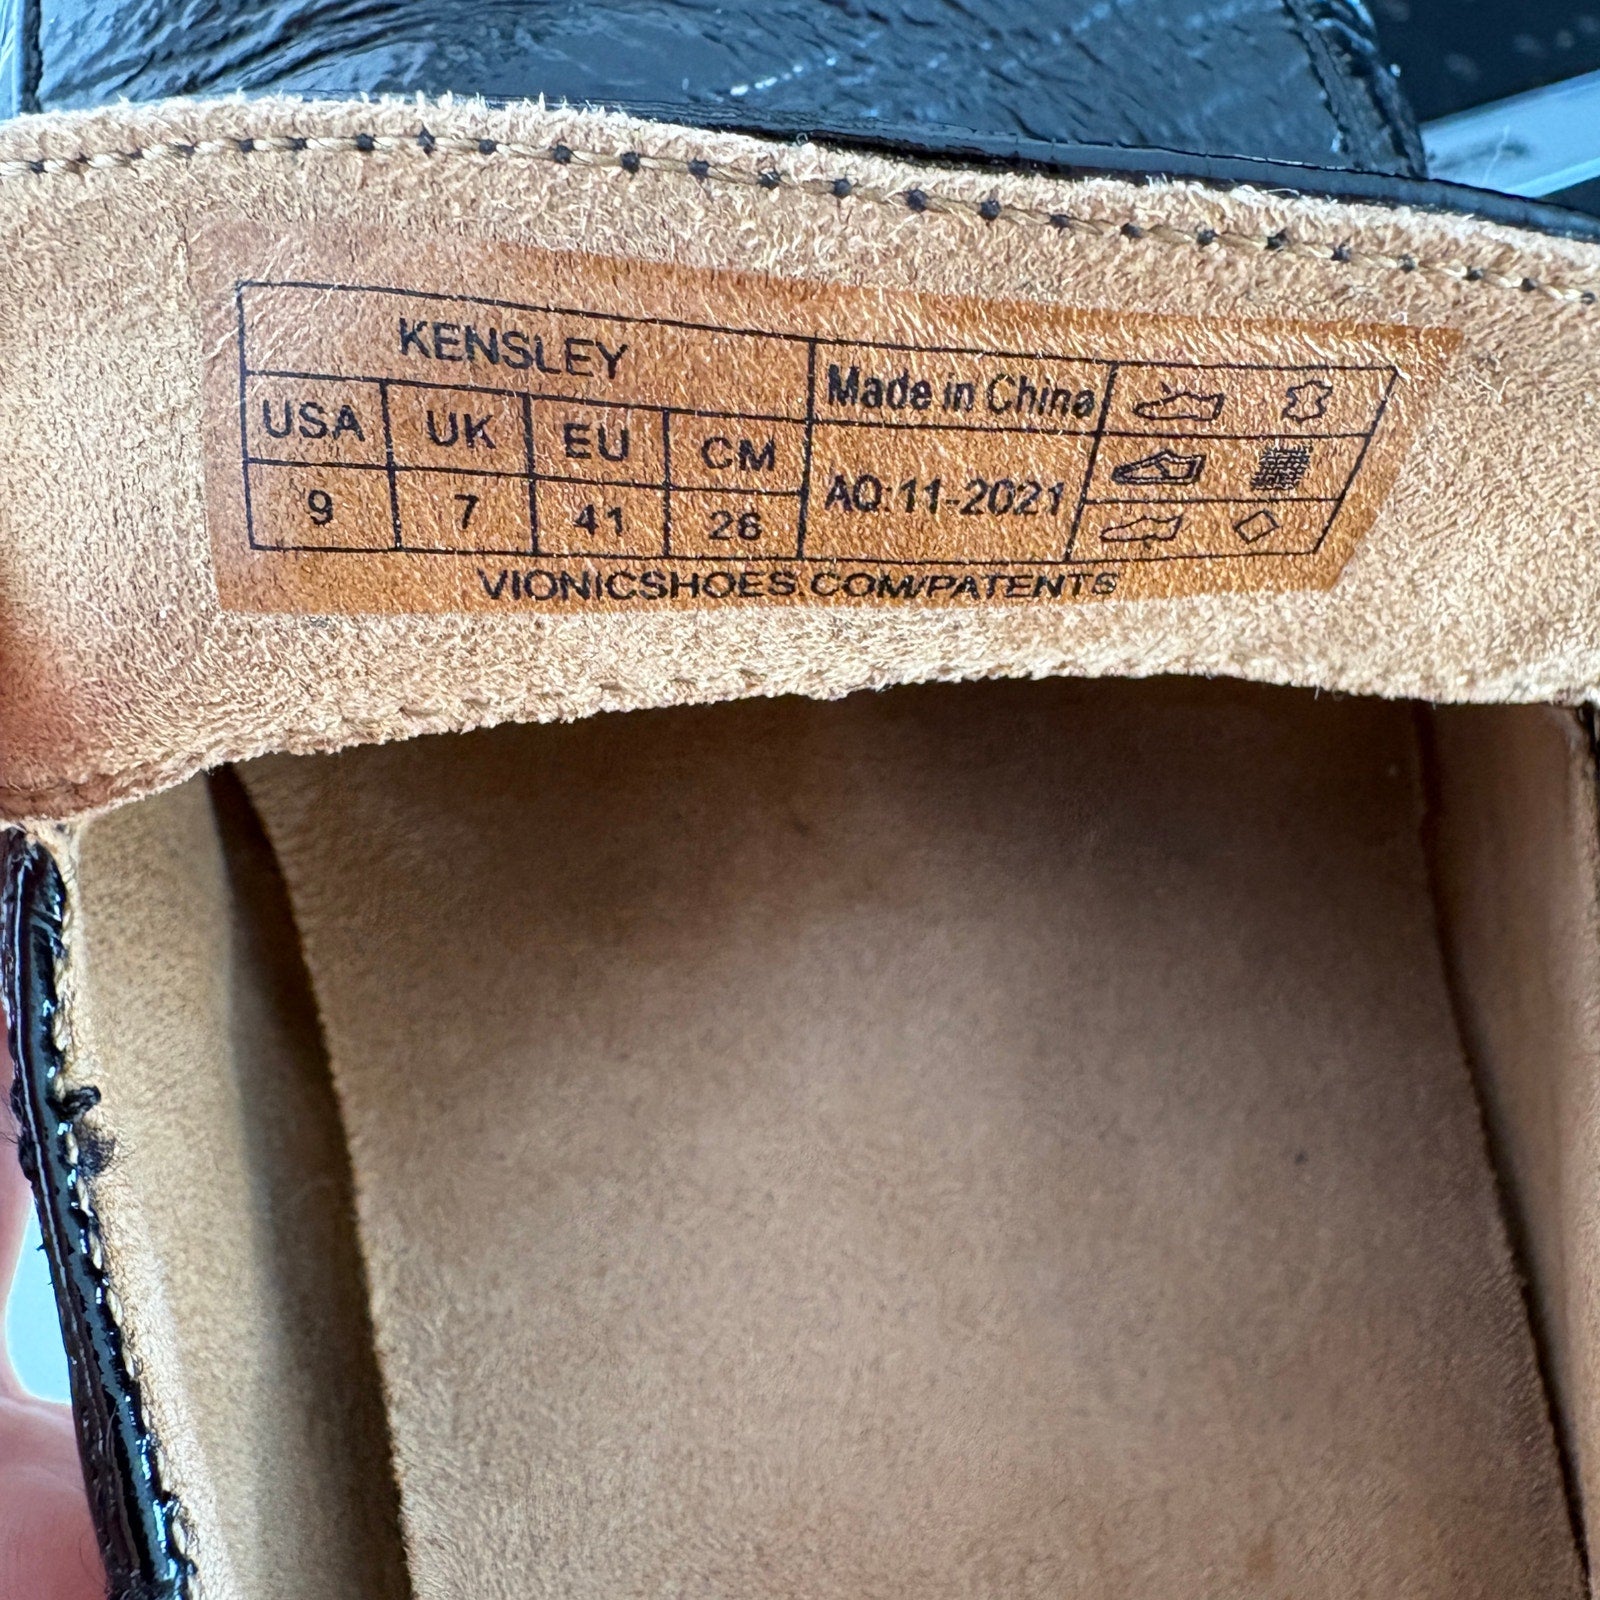 KENSLEY
Made in China
USA UK EU CM
9 7 41 26
AQ:11-2021
VIONICSHOES.COM/PATENTS